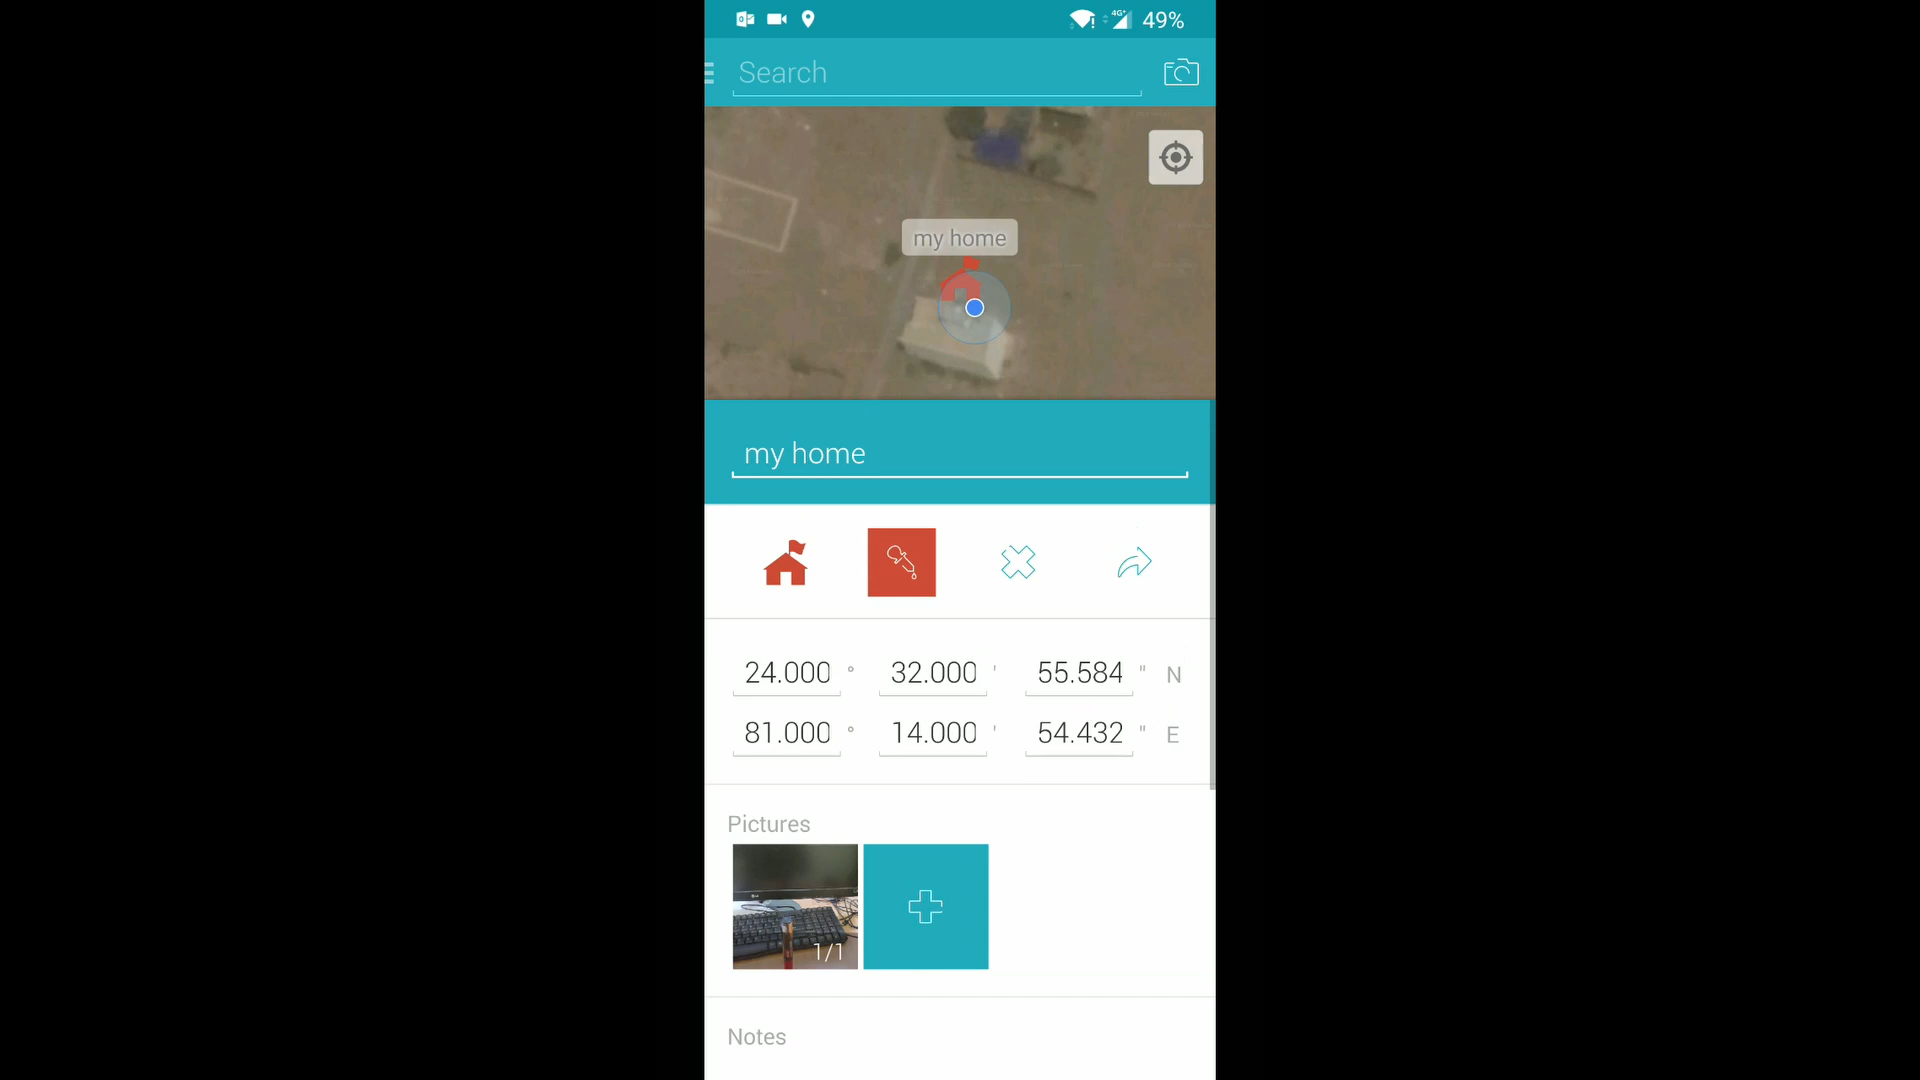 4G+ 49%
Search
my home
my home
24.000 ° 32.000 ' 55.584 " N
81.000 ° 14.000 ' 54.432 " E
Pictures
1/1
Notes